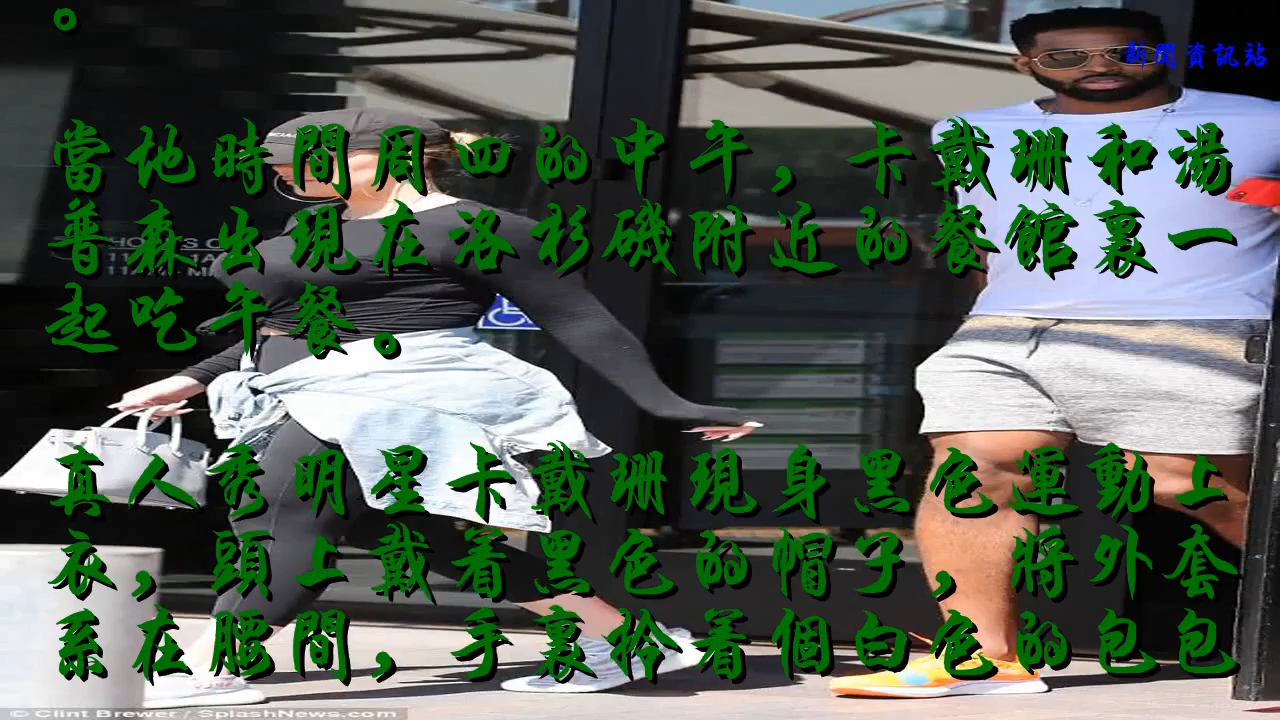 。
新聞資訊站
當地時間周四的中午，卡戴珊和湯
普森出現在洛杉磯附近的餐館裏一
起吃午餐。
真人秀明星卡戴珊現身黑色運動上
衣，頭上戴着黑色的帽子，將外套
系在腰間，手裏拎着個白色的包包
© Clint Brewer / SplashNews.com